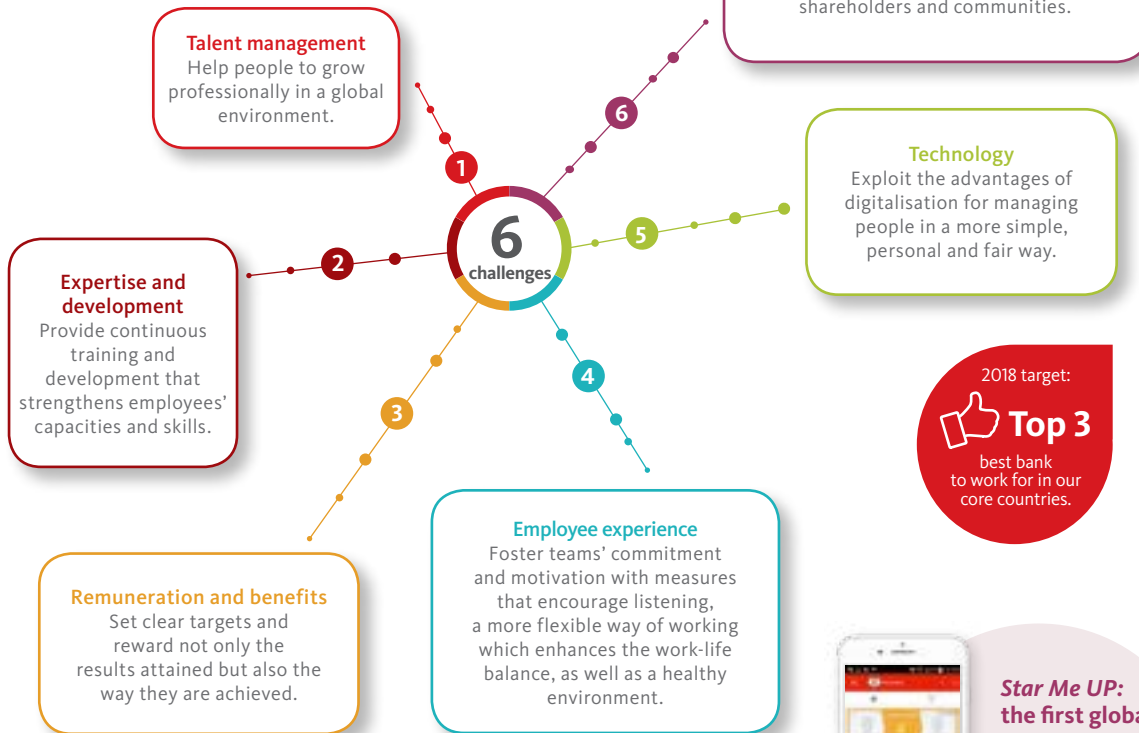 shareholders and communities.
Talent management
Help people to grow
professionally in a global
environment.
1
6
Technology
Exploit the advantages of
digitalisation for managing
people in a more simple,
personal and fair way.
5
6
challenges
2
Expertise and
development
Provide continuous
training and
development that
strengthens employees'
capacities and skills.
3
4
2018 target:
Top 3
best bank
to work for in our
core countries.
Remuneration and benefits
Set clear targets and
reward not only the
results attained but also the
way they are achieved.
Employee experience
Foster teams' commitment
and motivation with measures
that encourage listening,
a more flexible way of working
which enhances the work-life
balance, as well as a healthy
environment.
Star Me UP:
the first globa